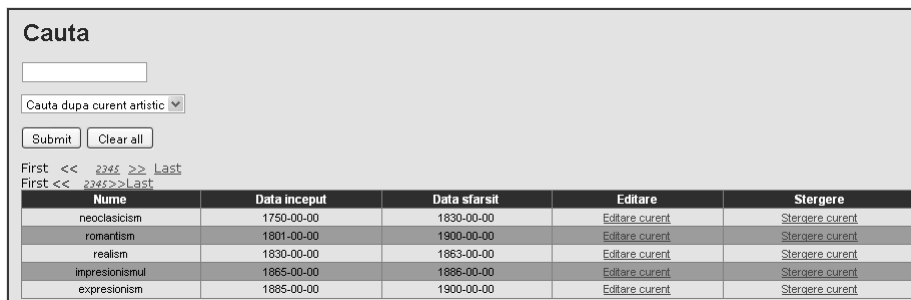 Cauta
Cauta dupa curent artistic
Submit Clear all
First << 2345 >> Last
First << 2345>>Last
Nume Data inceput Data sfarsit Editare Stergere
neoclasicism 1750-00-00 1830-00-00 Editare curent Stergere curent
romantism 1801-00-00 1900-00-00 Editare curent Stergere curent
realism 1830-00-00 1863-00-00 Editare curent Stergere curent
impresionismul 1865-00-00 1886-00-00 Editare curent Stergere curent
expresionism 1885-00-00 1900-00-00 Editare curent Stergere curent